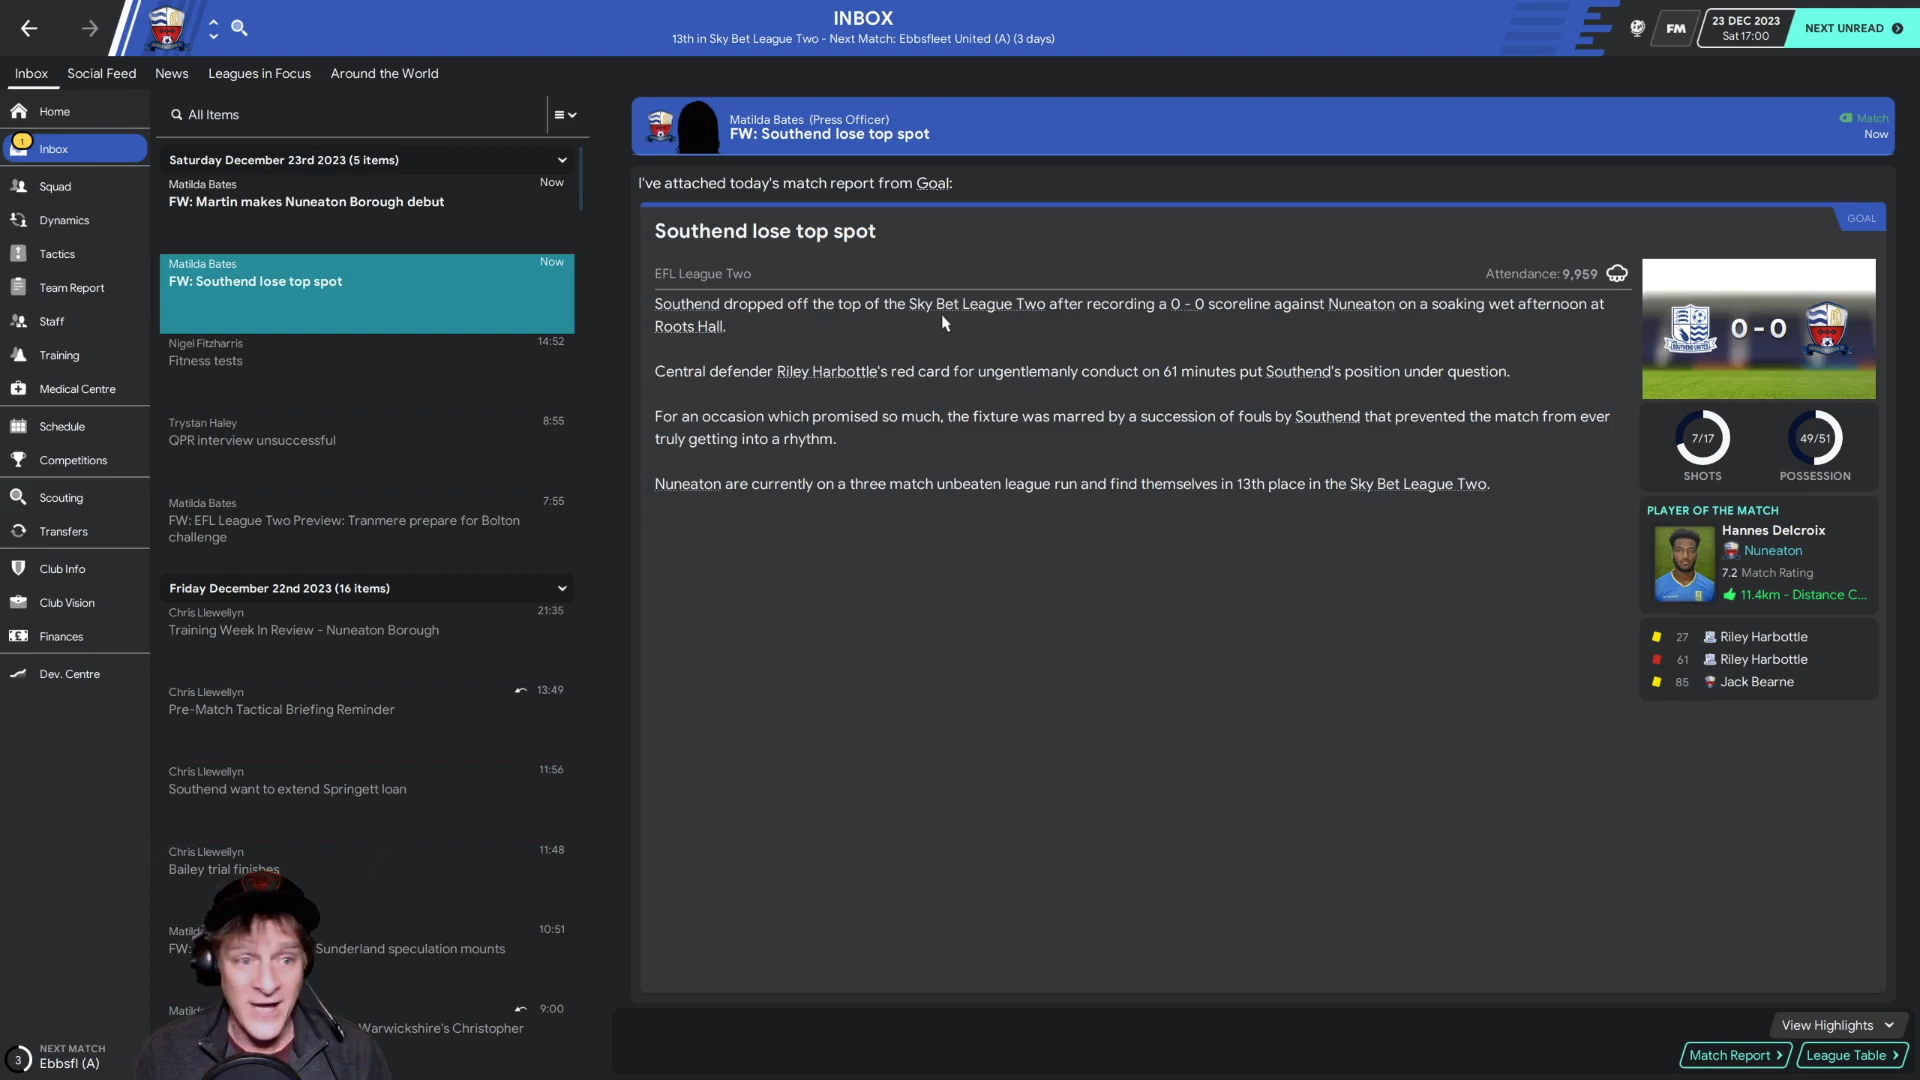 INBOX
13th in Sky Bet League Two - Next Match: Ebbsfleet United (A) (3 days)
FM
23 DEC 2023
Sat 17:00
NEXT UNREAD
Inbox
Social Feed
News
Leagues in Focus
Around the World
Home
1
Inbox
Squad
Dynamics
Tactics
Team Report
Staff
Training
Medical Centre
Schedule
Competitions
Scouting
Transfers
Club Info
Club Vision
Finances
Dev. Centre
3
NEXT MATCH
Ebbsfl (A)
All Items
Saturday December 23rd 2023 (5 items)
Matilda Bates Now
FW: Martin makes Nuneaton Borough debut
Matilda Bates Now
FW: Southend lose top spot
Nigel Fitzharris 14:52
Fitness tests
Trystan Haley 8:55
QPR interview unsuccessful
Matilda Bates 7:55
FW: EFL League Two Preview: Tranmere prepare for Bolton
challenge
Friday December 22nd 2023 (16 items)
Chris Llewellyn 21:35
Training Week In Review - Nuneaton Borough
Chris Llewellyn 13:49
Pre-Match Tactical Briefing Reminder
Chris Llewellyn 11:56
Southend want to extend Springett loan
Chris Llewellyn 11:48
Bailey trial finishes
10:51
FW: Sunderland speculation mounts
9:00
Warwickshire's Christopher
Matilda Bates (Press Officer)
FW: Southend lose top spot
Match
Now
I've attached today's match report from Goal:
GOAL
Southend lose top spot
EFL League Two
Attendance: 9,959
Southend dropped off the top of the Sky Bet League Two after recording a 0 - 0 scoreline against Nuneaton on a soaking wet afternoon at
Roots Hall.
Central defender Riley Harbottle's red card for ungentlemanly conduct on 61 minutes put Southend's position under question.
For an occasion which promised so much, the fixture was marred by a succession of fouls by Southend that prevented the match from ever
truly getting into a rhythm.
Nuneaton are currently on a three match unbeaten league run and find themselves in 13th place in the Sky Bet League Two.
0 - 0
7/17
SHOTS
49/51
POSSESSION
PLAYER OF THE MATCH
Hannes Delcroix
Nuneaton
7.2 Match Rating
11.4km - Distance C...
27 Riley Harbottle
61 Riley Harbottle
85 Jack Bearne
View Highlights
Match Report
League Table